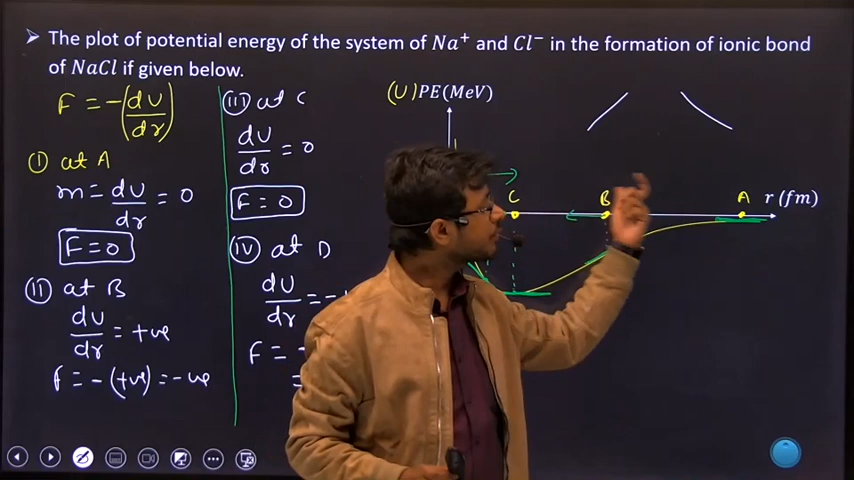 The plot of potential energy of the system of Na⁺ and Cl⁻ in the formation of ionic bond
of NaCl if given below.
F = -(dU/dr)
(i) at A
m = dU/dr = 0
F = 0
(ii) at B
dU/dr = +ve
F = -(+ve) = -ve
(iii) at C
dU/dr = 0
F = 0
(iv) at D
dU/dr = -
F = -
=
(U) PE(MeV)
C
B
A
r (fm)